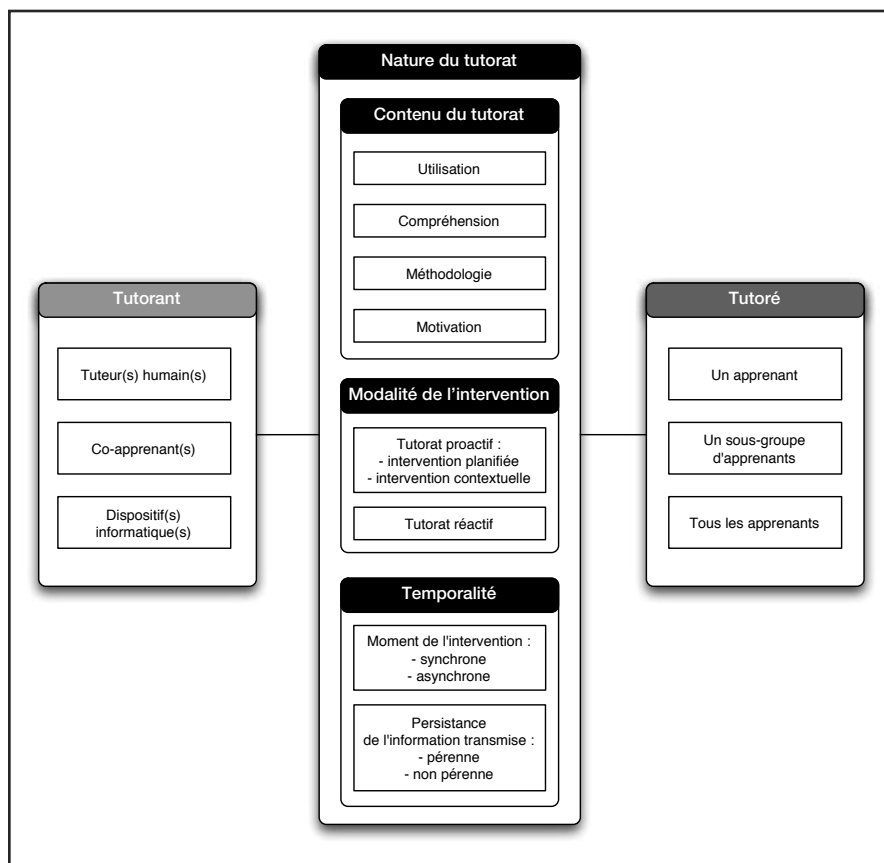 Nature du tutorat
Contenu du tutorat
Utilisation
Compréhension
Méthodologie
Motivation
Modalité de l'intervention
Tutorat proactif :
- intervention planifiée
- intervention contextuelle
Tutorat réactif
Temporalité
Moment de l'intervention :
- synchrone
- asynchrone
Persistance
de l'information transmise :
- pérenne
- non pérenne
Tutorant
Tuteur(s) humain(s)
Co-apprenant(s)
Dispositif(s)
informatique(s)
Tutoré
Un apprenant
Un sous-groupe
d'apprenants
Tous les apprenants